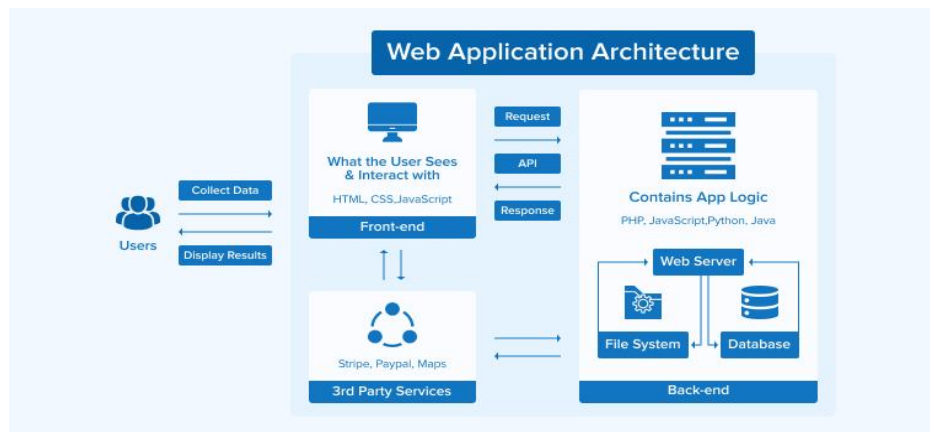 Web Application Architecture
Collect Data
Users
Display Results
What the User Sees
& Interact with
HTML, CSS,JavaScript
Front-end
Request
API
Response
Stripe, Paypal, Maps
3rd Party Services
Contains App Logic
PHP, JavaScript,Python, Java
Web Server
File System
Database
Back-end